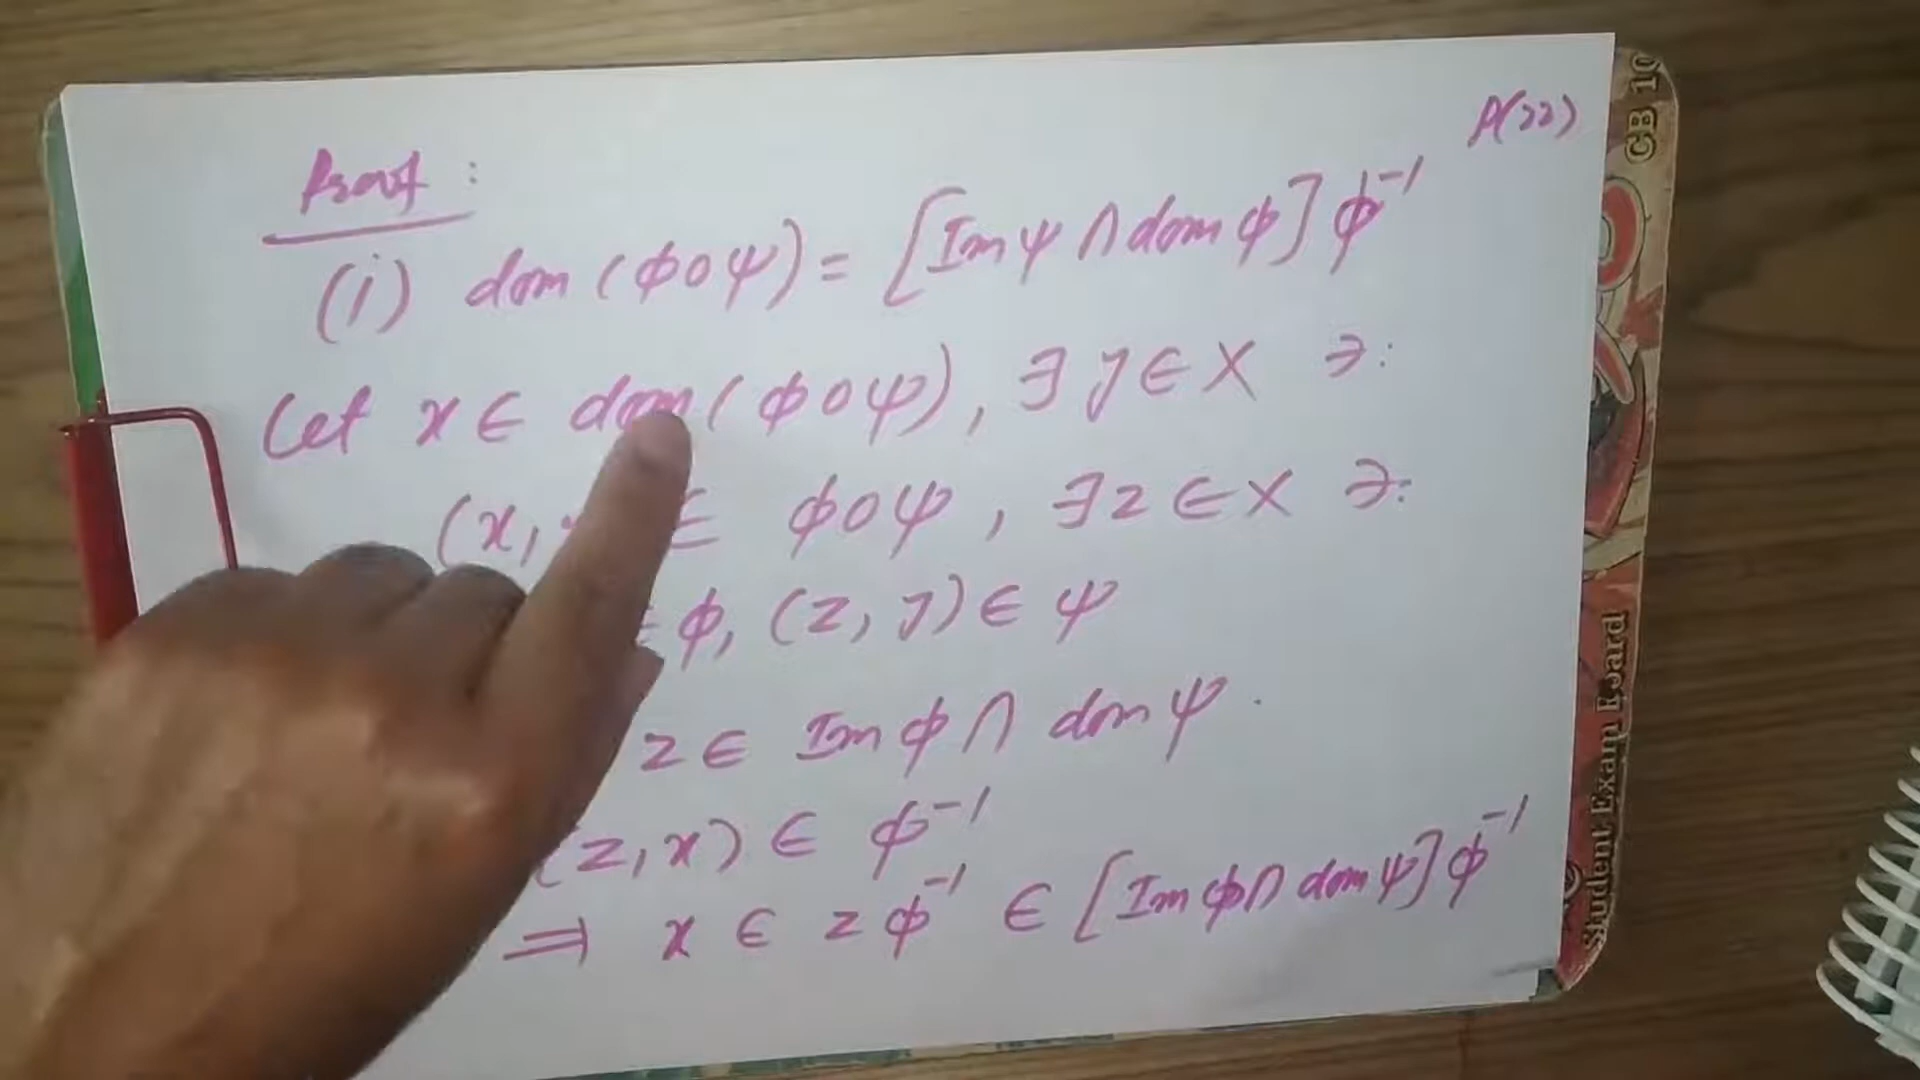 P(22)
Proof :
(i) dom (ϕ o ψ) = [Im ψ ∩ dom ϕ] ϕ⁻¹
Let x ∈ dom (ϕ o ψ), ∃ y ∈ X ∋:
(x, ∈ ϕ o ψ, ∃ z ∈ X ∋:
∈ ϕ, (z, y) ∈ ψ
z ∈ Im ϕ ∩ dom ψ.
(z, x) ∈ ϕ⁻¹
⇒ x ∈ z ϕ⁻¹ ∈ [Im ϕ ∩ dom ψ] ϕ⁻¹
CB 10
Student Exam Board